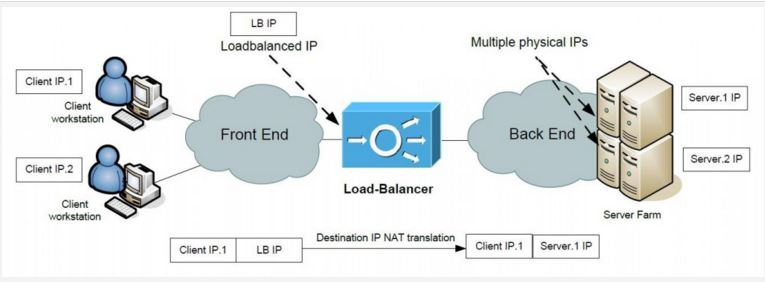 LB IP
Loadbalanced IP
Multiple physical IPs
Client IP.1
Client
workstation
Front End
Back End
Server.1 IP
Client IP.2
Client
workstation
Load-Balancer
Server.2 IP
Server Farm
Client IP.1
LB IP
Destination IP NAT translation
Client IP.1
Server.1 IP